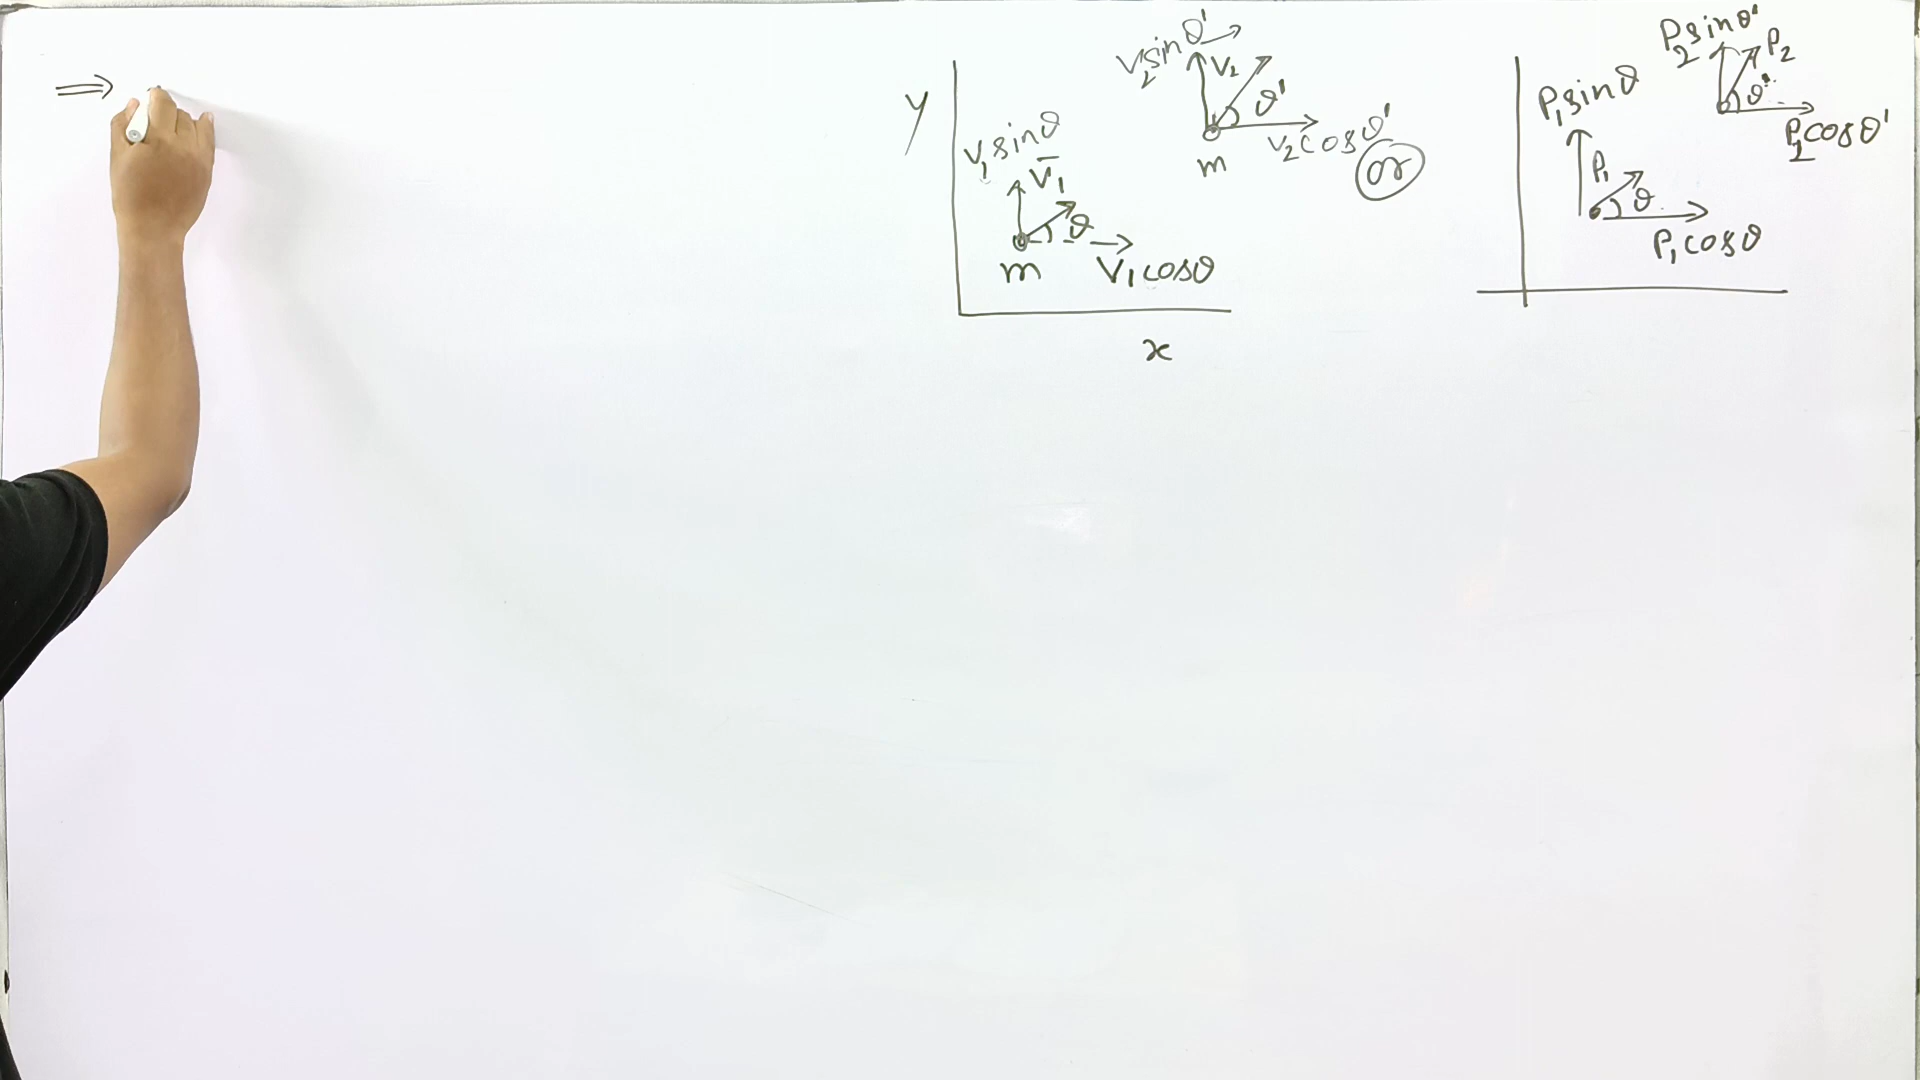 ⇒
y
V₂sinθ'
V₂
θ'
V₂cosθ'
m
V₁sinθ
V̄₁
θ
V₁cosθ
m
x
or
P₁sinθ
P₁
θ
P₁cosθ
P₂sinθ'
P₂
θ'
P₂cosθ'